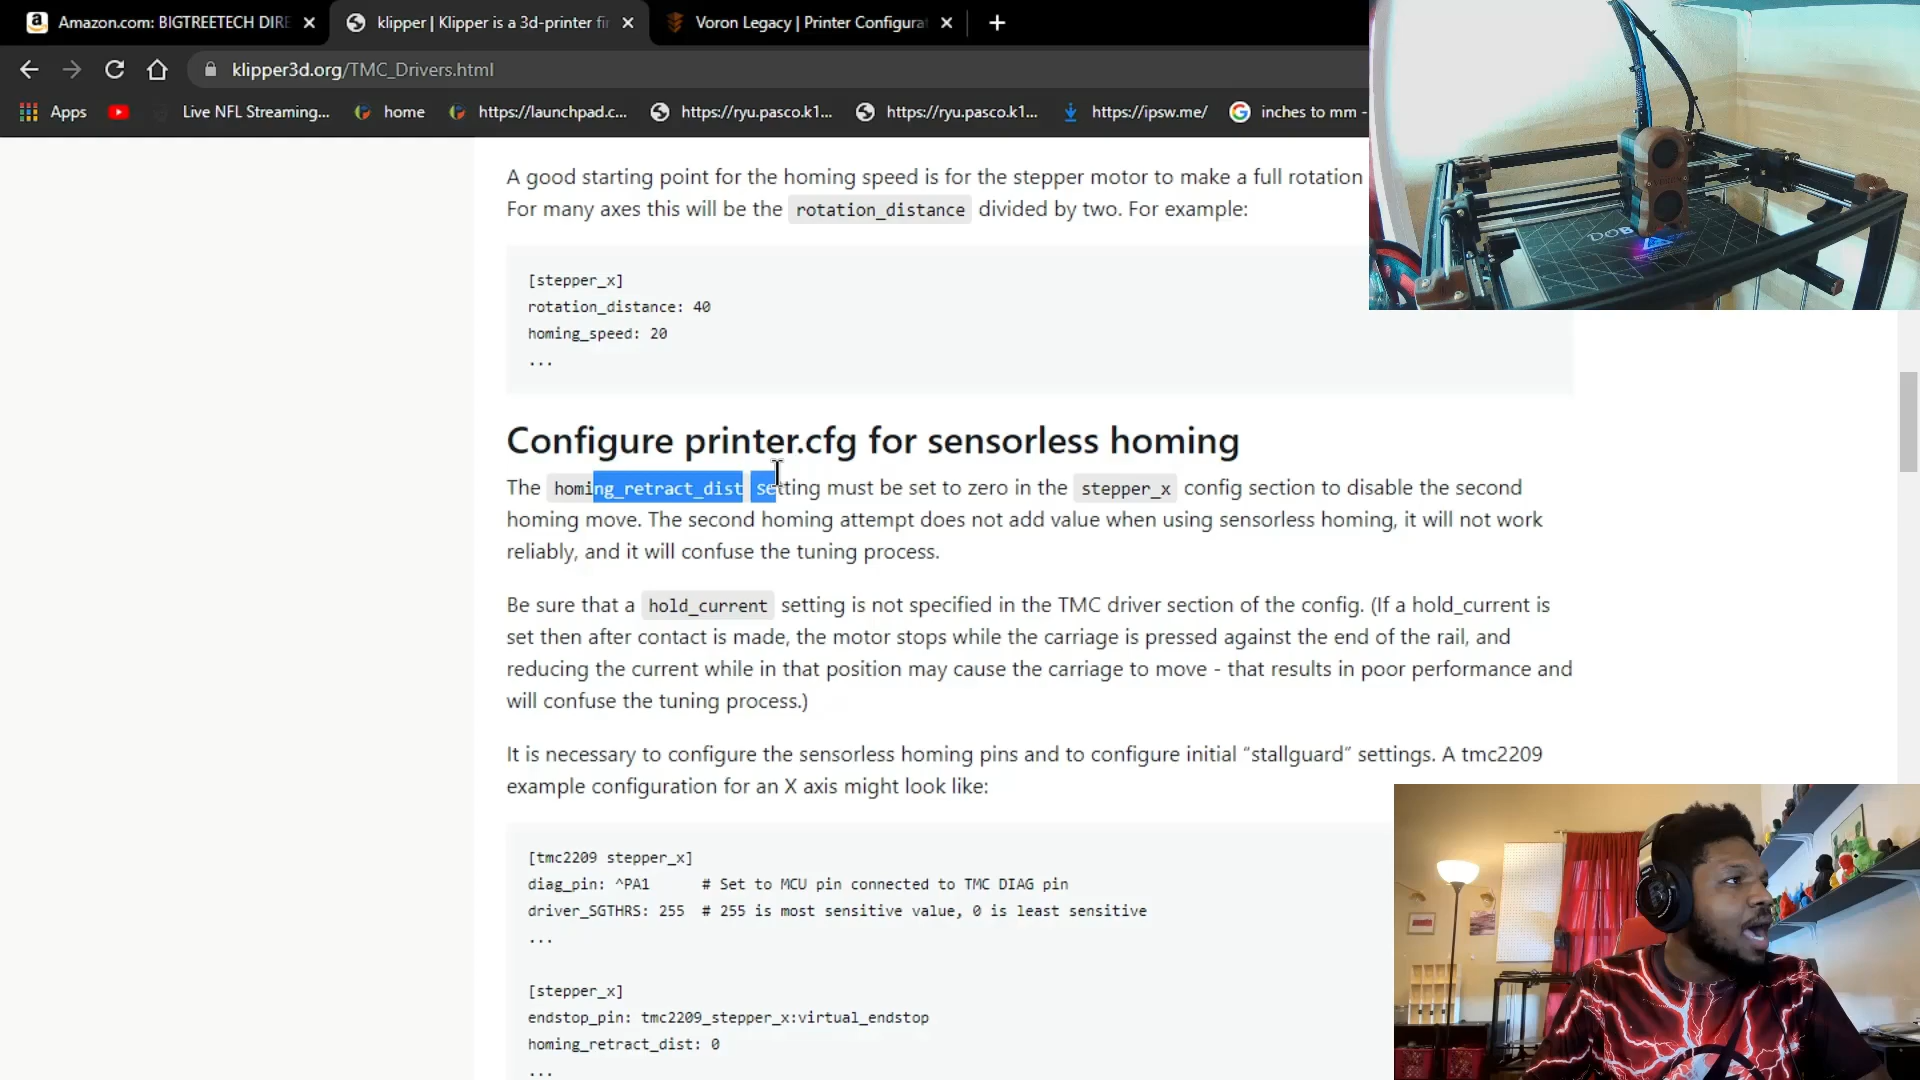 Amazon.com: BIGTREETECH DIRE
klipper | Klipper is a 3d-printer fir
Voron Legacy | Printer Configurat
klipper3d.org/TMC_Drivers.html
Apps
Live NFL Streaming...
home
https://launchpad.c...
https://ryu.pasco.k1...
https://ryu.pasco.k1...
https://ipsw.me/
inches to mm -
DOB
A good starting point for the homing speed is for the stepper motor to make a full rotation
For many axes this will be the rotation_distance divided by two. For example:
[stepper_x]
rotation_distance: 40
homing_speed: 20
...
Configure printer.cfg for sensorless homing
The homing_retract_dist setting must be set to zero in the stepper_x config section to disable the second
homing move. The second homing attempt does not add value when using sensorless homing, it will not work
reliably, and it will confuse the tuning process.
Be sure that a hold_current setting is not specified in the TMC driver section of the config. (If a hold_current is
set then after contact is made, the motor stops while the carriage is pressed against the end of the rail, and
reducing the current while in that position may cause the carriage to move - that results in poor performance and
will confuse the tuning process.)
It is necessary to configure the sensorless homing pins and to configure initial “stallguard” settings. A tmc2209
example configuration for an X axis might look like:
[tmc2209 stepper_x]
diag_pin: ^PA1 # Set to MCU pin connected to TMC DIAG pin
driver_SGTHRS: 255 # 255 is most sensitive value, 0 is least sensitive
...
[stepper_x]
endstop_pin: tmc2209_stepper_x:virtual_endstop
homing_retract_dist: 0
...